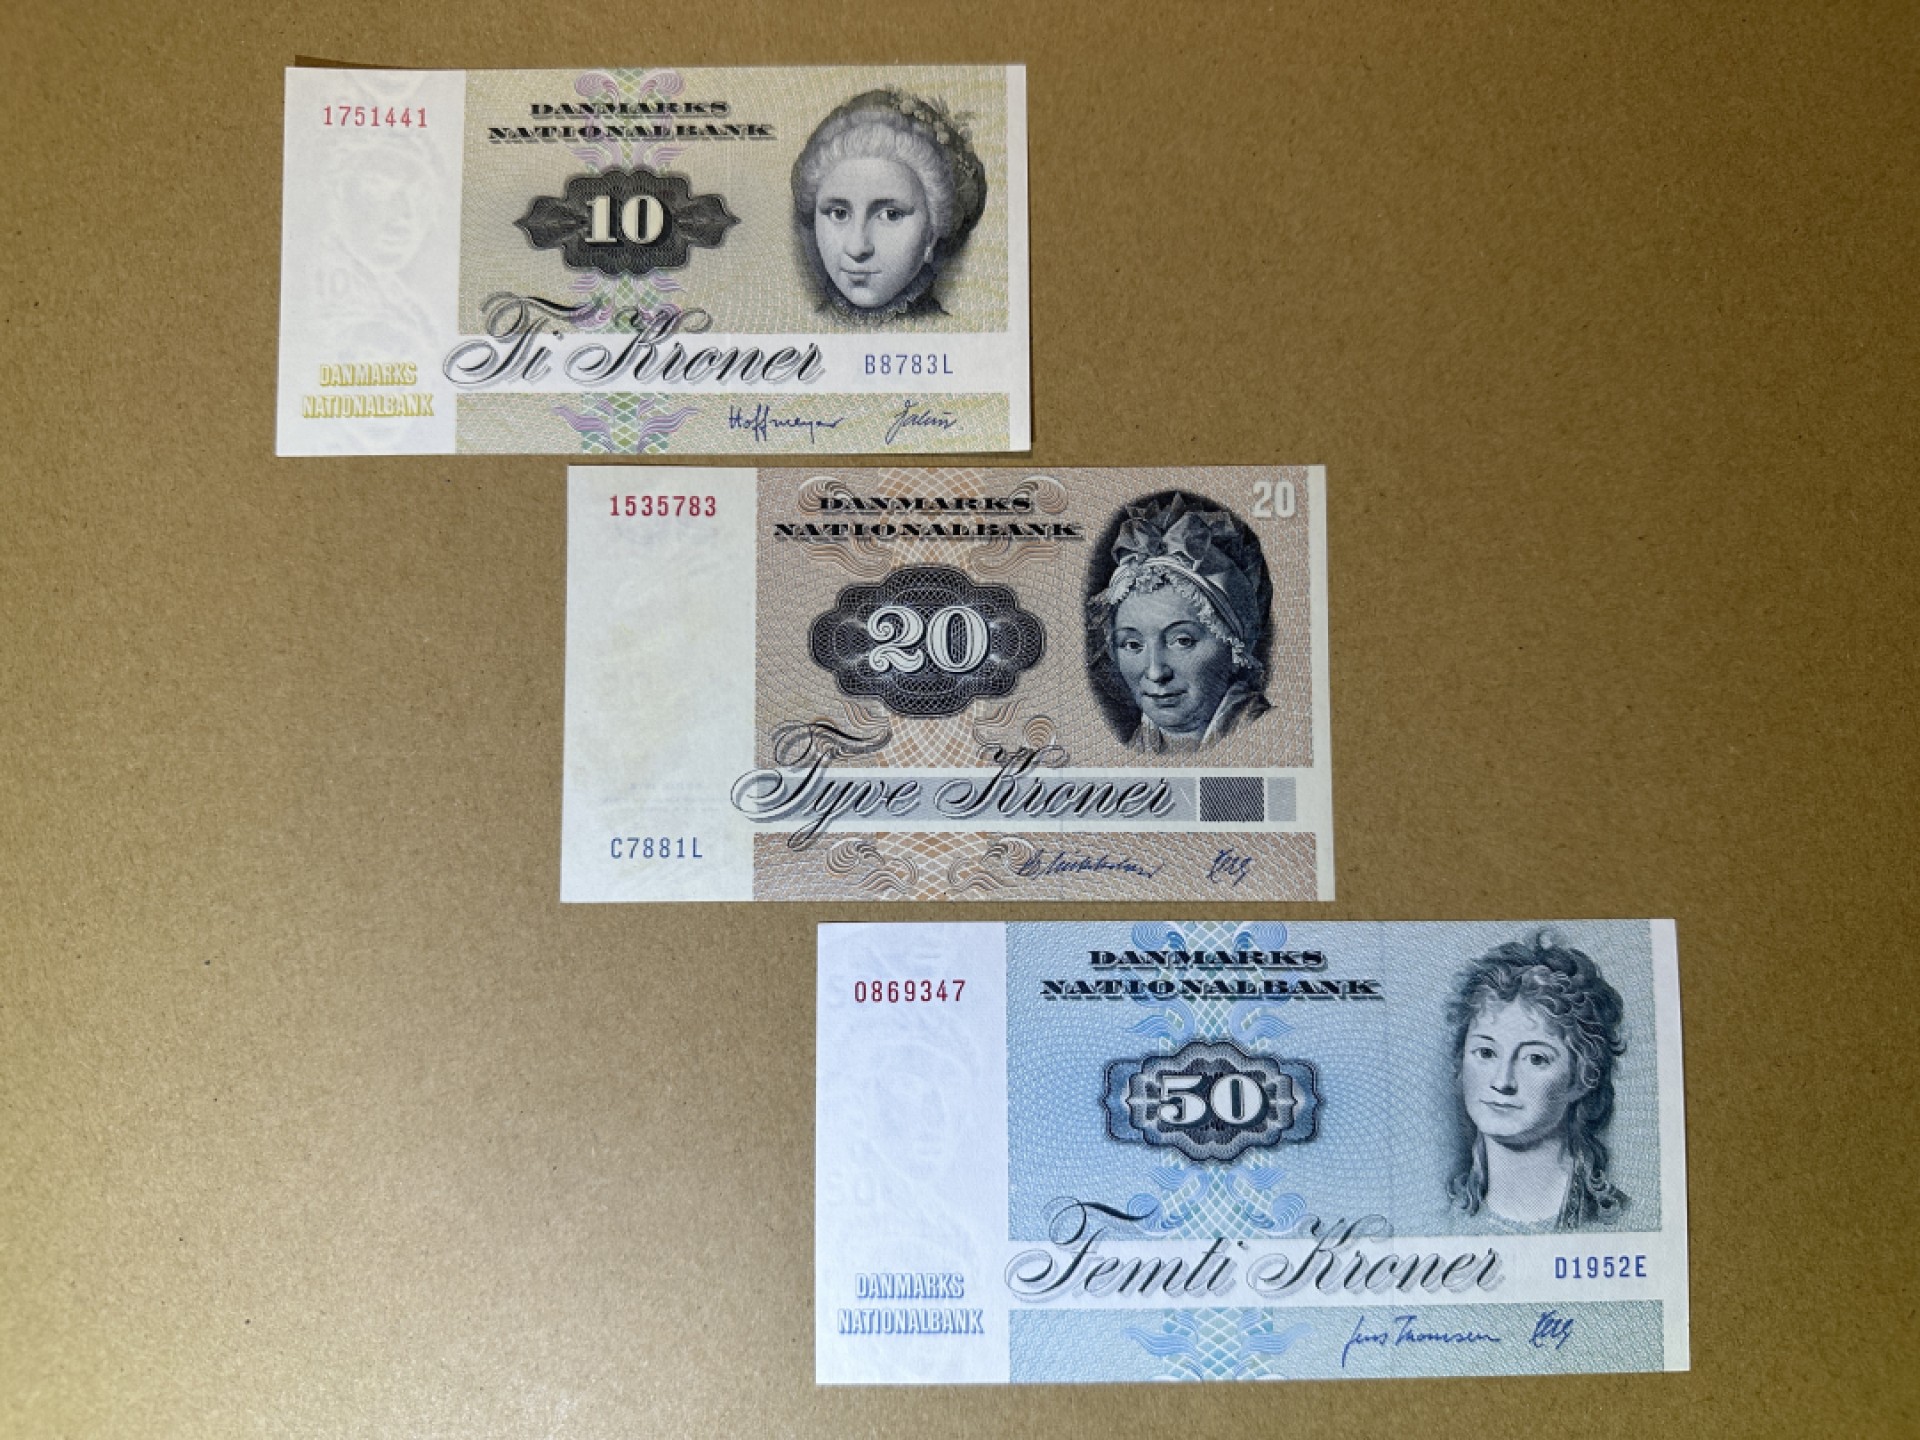 1751441
DANMARKS
NATIONALBANK
10
Ti Kroner
B8783L
DANMARKS
NATIONALBANK
Hoffmeyer
1535783
DANMARKS
NATIONALBANK
20
20
Tyve Kroner
C7881L
0869347
DANMARKS
NATIONALBANK
50
Femti Kroner
D1952E
DANMARKS
NATIONALBANK
Jens Thomsen